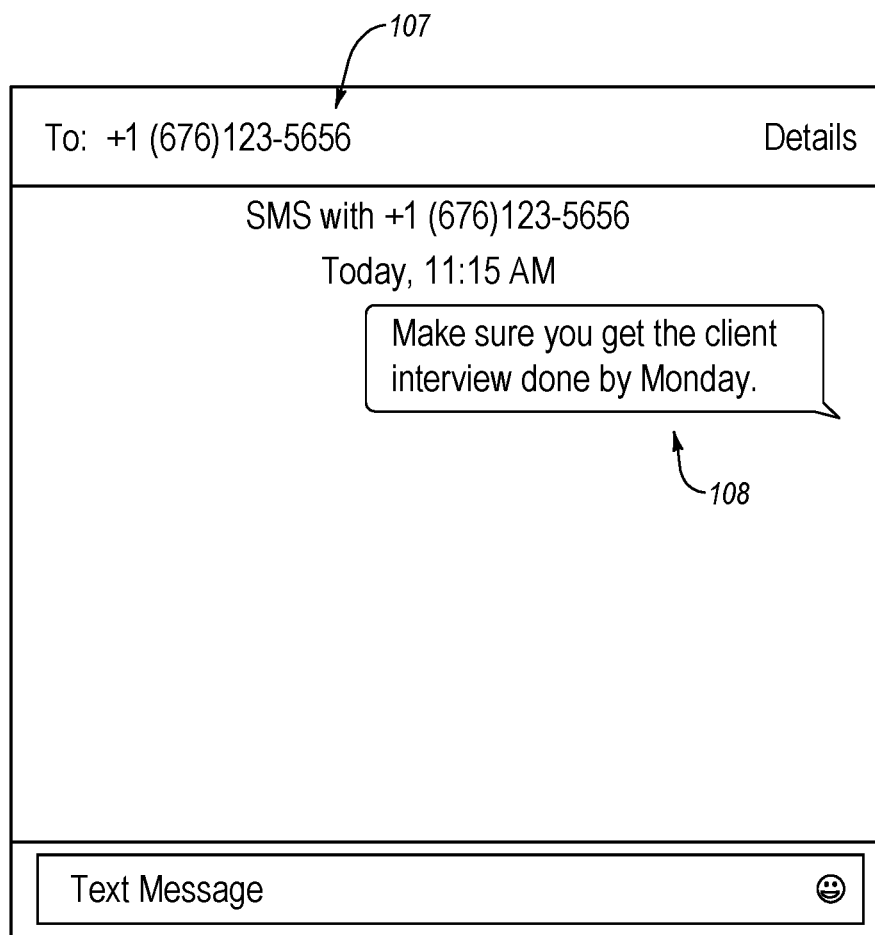 107
To: +1 (676)123-5656 Details
SMS with +1 (676)123-5656
Today, 11:15 AM
Make sure you get the client
interview done by Monday.
108
Text Message